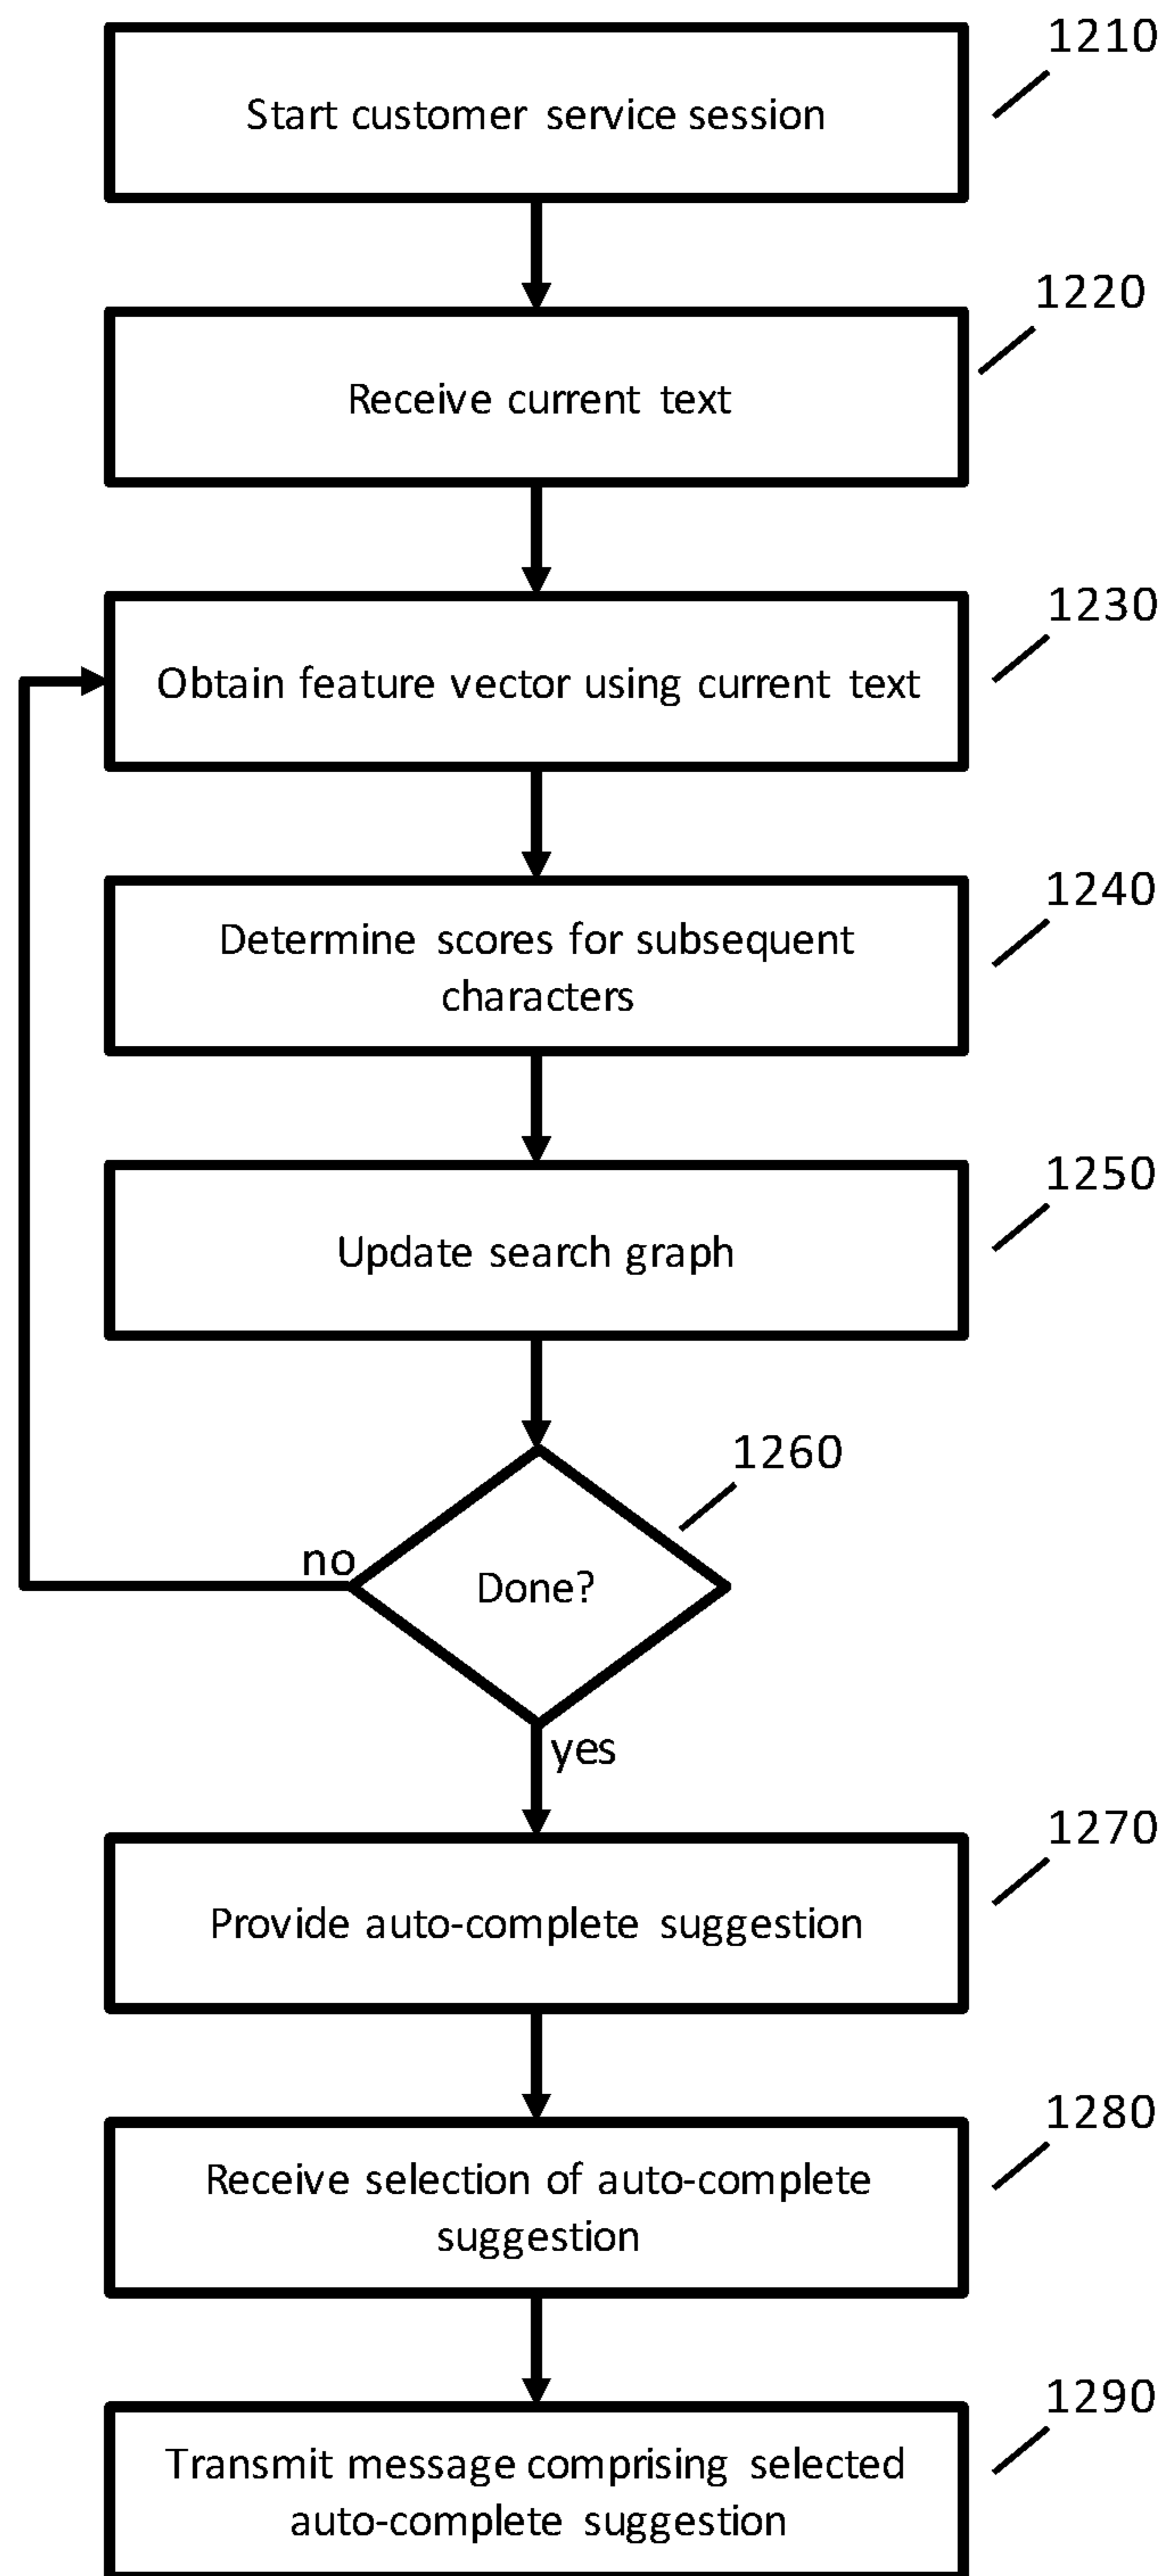 1210
Start customer service session
1220
Receive current text
1230
Obtain feature vector using current text
1240
Determine scores for subsequent
characters
1250
Update search graph
1260
no
Done?
yes
1270
Provide auto-complete suggestion
1280
Receive selection of auto-complete
suggestion
1290
Transmit message comprising selected
auto-complete suggestion